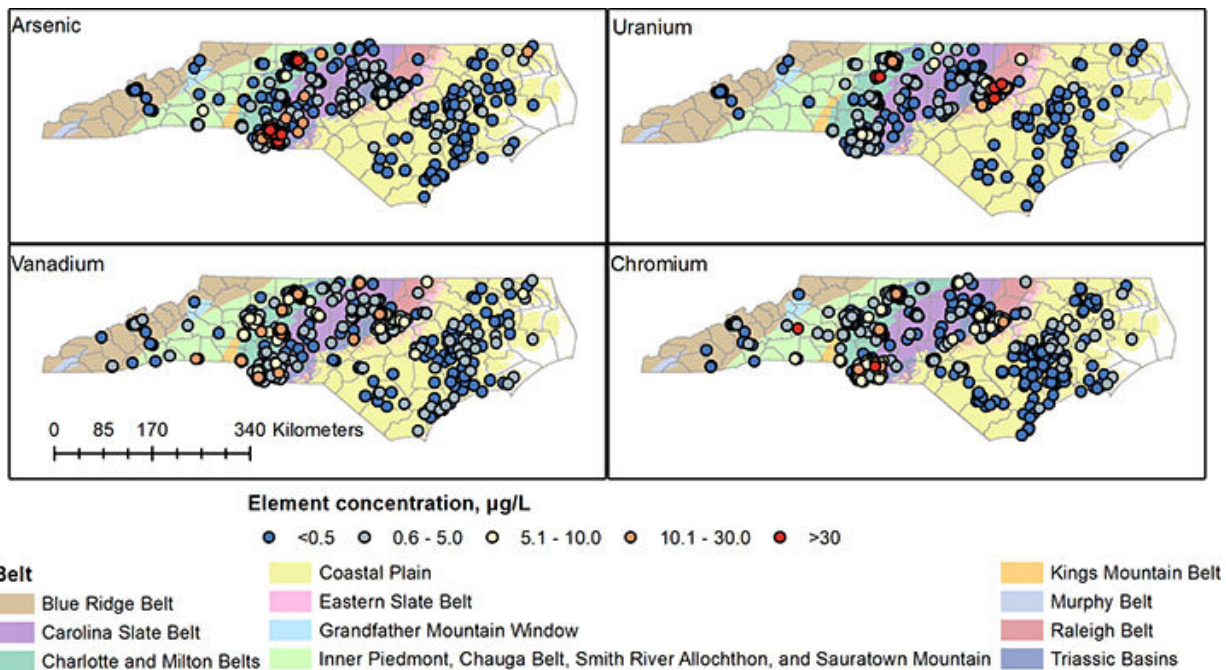 Arsenic
Uranium
Vanadium
Chromium
0 85 170 340 Kilometers
Element concentration, µg/L
<0.5 0.6 - 5.0 5.1 - 10.0 10.1 - 30.0 >30
Belt
Blue Ridge Belt
Carolina Slate Belt
Charlotte and Milton Belts
Coastal Plain
Eastern Slate Belt
Grandfather Mountain Window
Inner Piedmont, Chauga Belt, Smith River Allochthon, and Sauratown Mountain
Kings Mountain Belt
Murphy Belt
Raleigh Belt
Triassic Basins